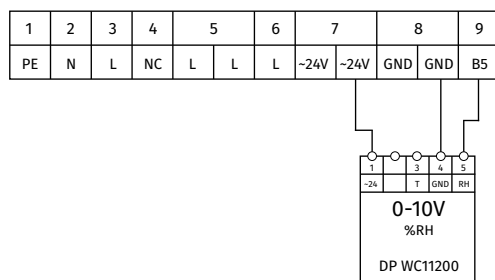 1 2 3 4 5 6 7 8 9
PE N L NC L L L ~24V ~24V GND GND B5
1 3 4 5
~24 T GND RH
0-10V
%RH
DP WC11200